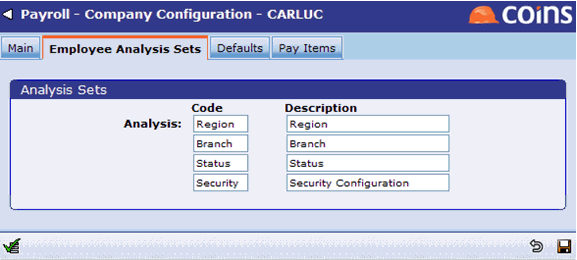 Payroll - Company Configuration - CARLUC
coins
Main Employee Analysis Sets Defaults Pay Items
Analysis Sets
Code Description
Analysis: Region Region
Branch Branch
Status Status
Security Security Configuration